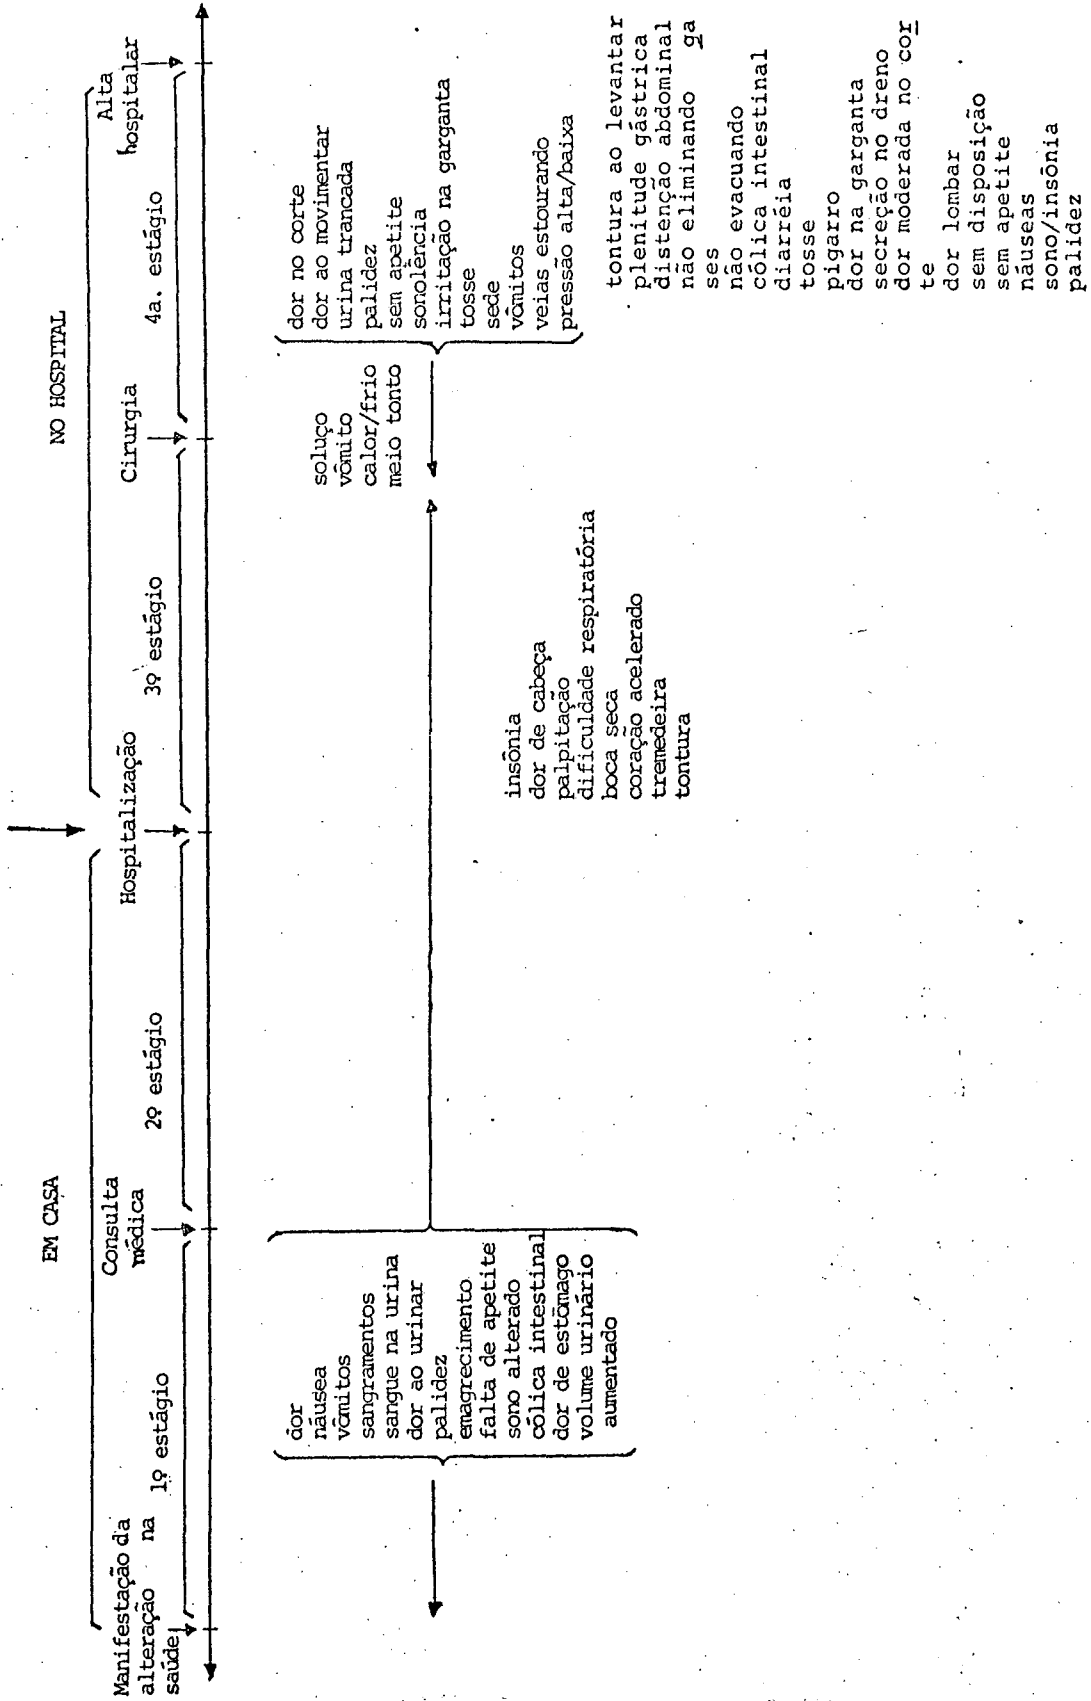 EM CASA
NO HOSPITAL
Manifestação da
alteração na
saúde
1º estágio
Consulta
médica
2º estágio
Hospitalização
3º estágio
Cirurgia
4a. estágio
Alta
hospitalar
dor
náusea
vômitos
sangramentos
sangue na urina
dor ao urinar
palidez
emagrecimento
falta de apetite
sono alterado
cólica intestinal
dor de estômago
volume urinário
aumentado
insônia
dor de cabeça
palpitação
dificuldade respiratória
boca seca
coração acelerado
tremedeira
tontura
soluço
vômito
calor/frio
meio tonto
dor no corte
dor ao movimentar
urina trancada
palidez
sem apetite
sonolência
irritação na garganta
tosse
sede
vômitos
veias estourando
pressão alta/baixa
tontura ao levantar
plenitude gástrica
distenção abdominal
não eliminando ga
ses
não evacuando
cólica intestinal
diarréia
tosse
pigarro
dor na garganta
secreção no dreno
dor moderada no cor
te
dor lombar
sem disposição
sem apetite
náuseas
sono/insônia
palidez